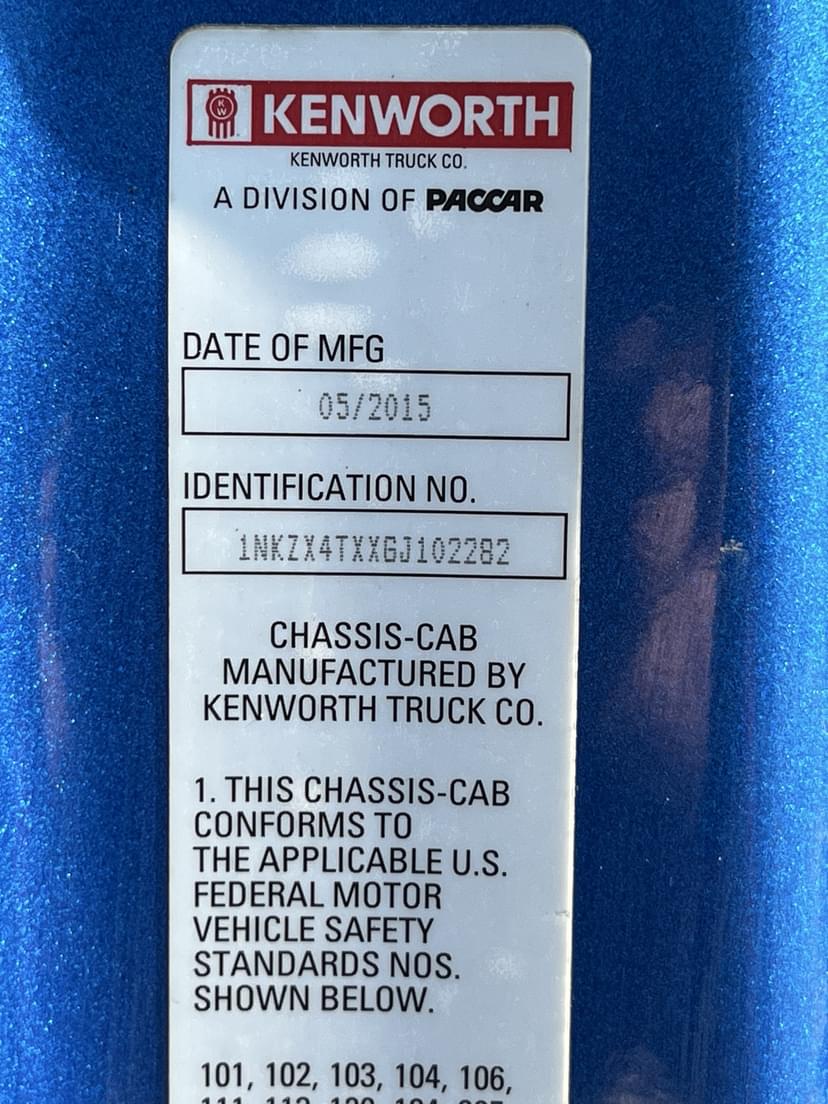 KW
KENWORTH
KENWORTH TRUCK CO.
A DIVISION OF PACCAR
DATE OF MFG
05/2015
IDENTIFICATION NO.
1NKZX4TXXGJ102282
CHASSIS-CAB
MANUFACTURED BY
KENWORTH TRUCK CO.
1. THIS CHASSIS-CAB
CONFORMS TO
THE APPLICABLE U.S.
FEDERAL MOTOR
VEHICLE SAFETY
STANDARDS NOS.
SHOWN BELOW.
101, 102, 103, 104, 106,